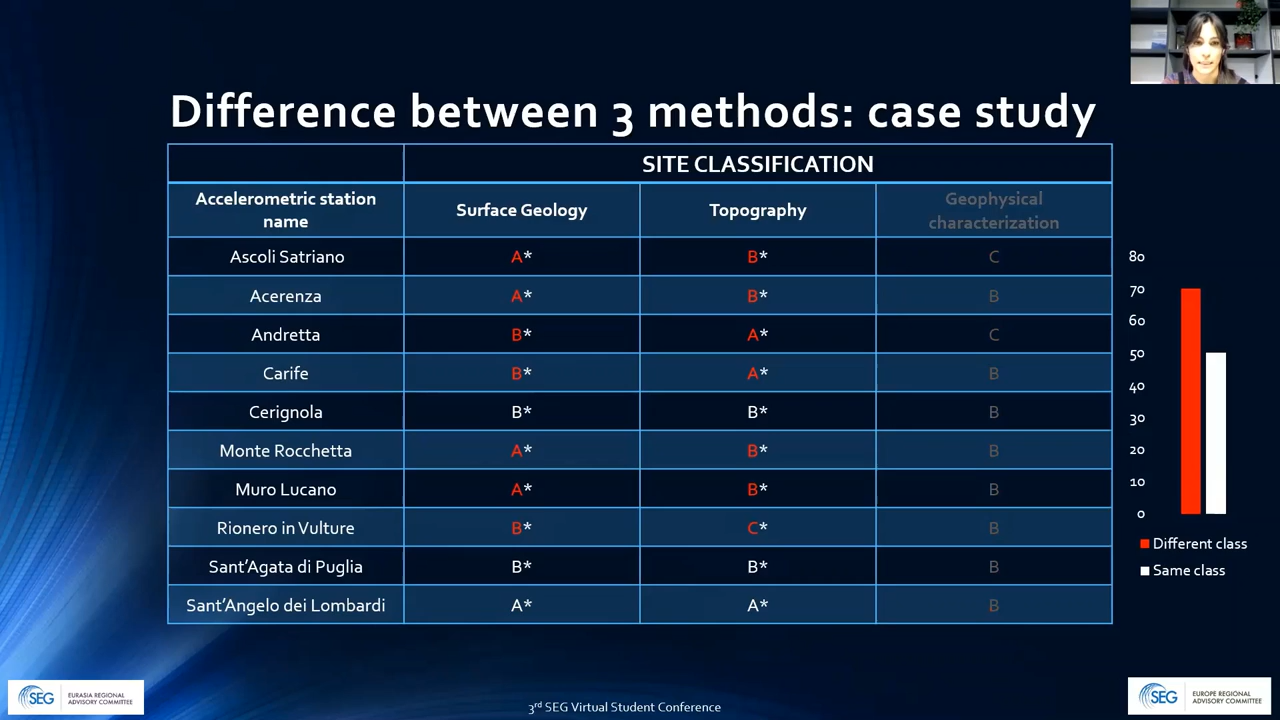 Difference between 3 methods: case study
SITE CLASSIFICATION
Accelerometric station
name
Surface Geology
Topography
Geophysical
characterization
Ascoli Satriano A* B* C
Acerenza A* B* B
Andretta B* A* C
Carife B* A* B
Cerignola B* B* B
Monte Rocchetta A* B* B
Muro Lucano A* B* B
Rionero in Vulture B* C* B
Sant'Agata di Puglia B* B* B
Sant'Angelo dei Lombardi A* A* B
80
70
60
50
40
30
20
10
0
Different class
Same class
SEG EURASIA REGIONAL
ADVISORY COMMITTEE
3rd SEG Virtual Student Conference
SEG EUROPE REGIONAL
ADVISORY COMMITTEE